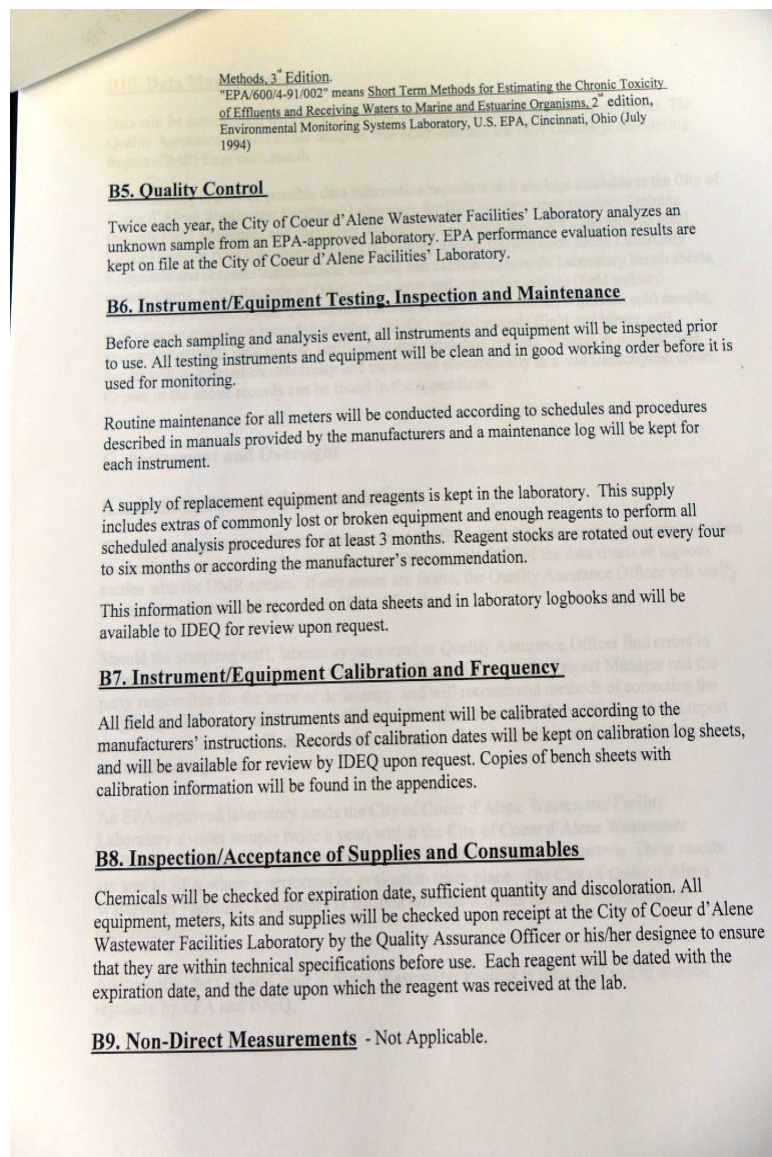 Methods, 3rd Edition.
"EPA/600/4-91/002" means Short Term Methods for Estimating the Chronic Toxicity
of Effluents and Receiving Waters to Marine and Estuarine Organisms, 2nd edition,
Environmental Monitoring Systems Laboratory, U.S. EPA, Cincinnati, Ohio (July
1994)
B5. Quality Control
Twice each year, the City of Coeur d'Alene Wastewater Facilities' Laboratory analyzes an
unknown sample from an EPA-approved laboratory. EPA performance evaluation results are
kept on file at the City of Coeur d'Alene Facilities' Laboratory.
B6. Instrument/Equipment Testing, Inspection and Maintenance
Before each sampling and analysis event, all instruments and equipment will be inspected prior
to use. All testing instruments and equipment will be clean and in good working order before it is
used for monitoring.
Routine maintenance for all meters will be conducted according to schedules and procedures
described in manuals provided by the manufacturers and a maintenance log will be kept for
each instrument.
A supply of replacement equipment and reagents is kept in the laboratory. This supply
includes extras of commonly lost or broken equipment and enough reagents to perform all
scheduled analysis procedures for at least 3 months. Reagent stocks are rotated out every four
to six months or according the manufacturer's recommendation.
This information will be recorded on data sheets and in laboratory logbooks and will be
available to IDEQ for review upon request.
B7. Instrument/Equipment Calibration and Frequency
All field and laboratory instruments and equipment will be calibrated according to the
manufacturers' instructions. Records of calibration dates will be kept on calibration log sheets,
and will be available for review by IDEQ upon request. Copies of bench sheets with
calibration information will be found in the appendices.
B8. Inspection/Acceptance of Supplies and Consumables
Chemicals will be checked for expiration date, sufficient quantity and discoloration. All
equipment, meters, kits and supplies will be checked upon receipt at the City of Coeur d'Alene
Wastewater Facilities Laboratory by the Quality Assurance Officer or his/her designee to ensure
that they are within technical specifications before use. Each reagent will be dated with the
expiration date, and the date upon which the reagent was received at the lab.
B9. Non-Direct Measurements - Not Applicable.